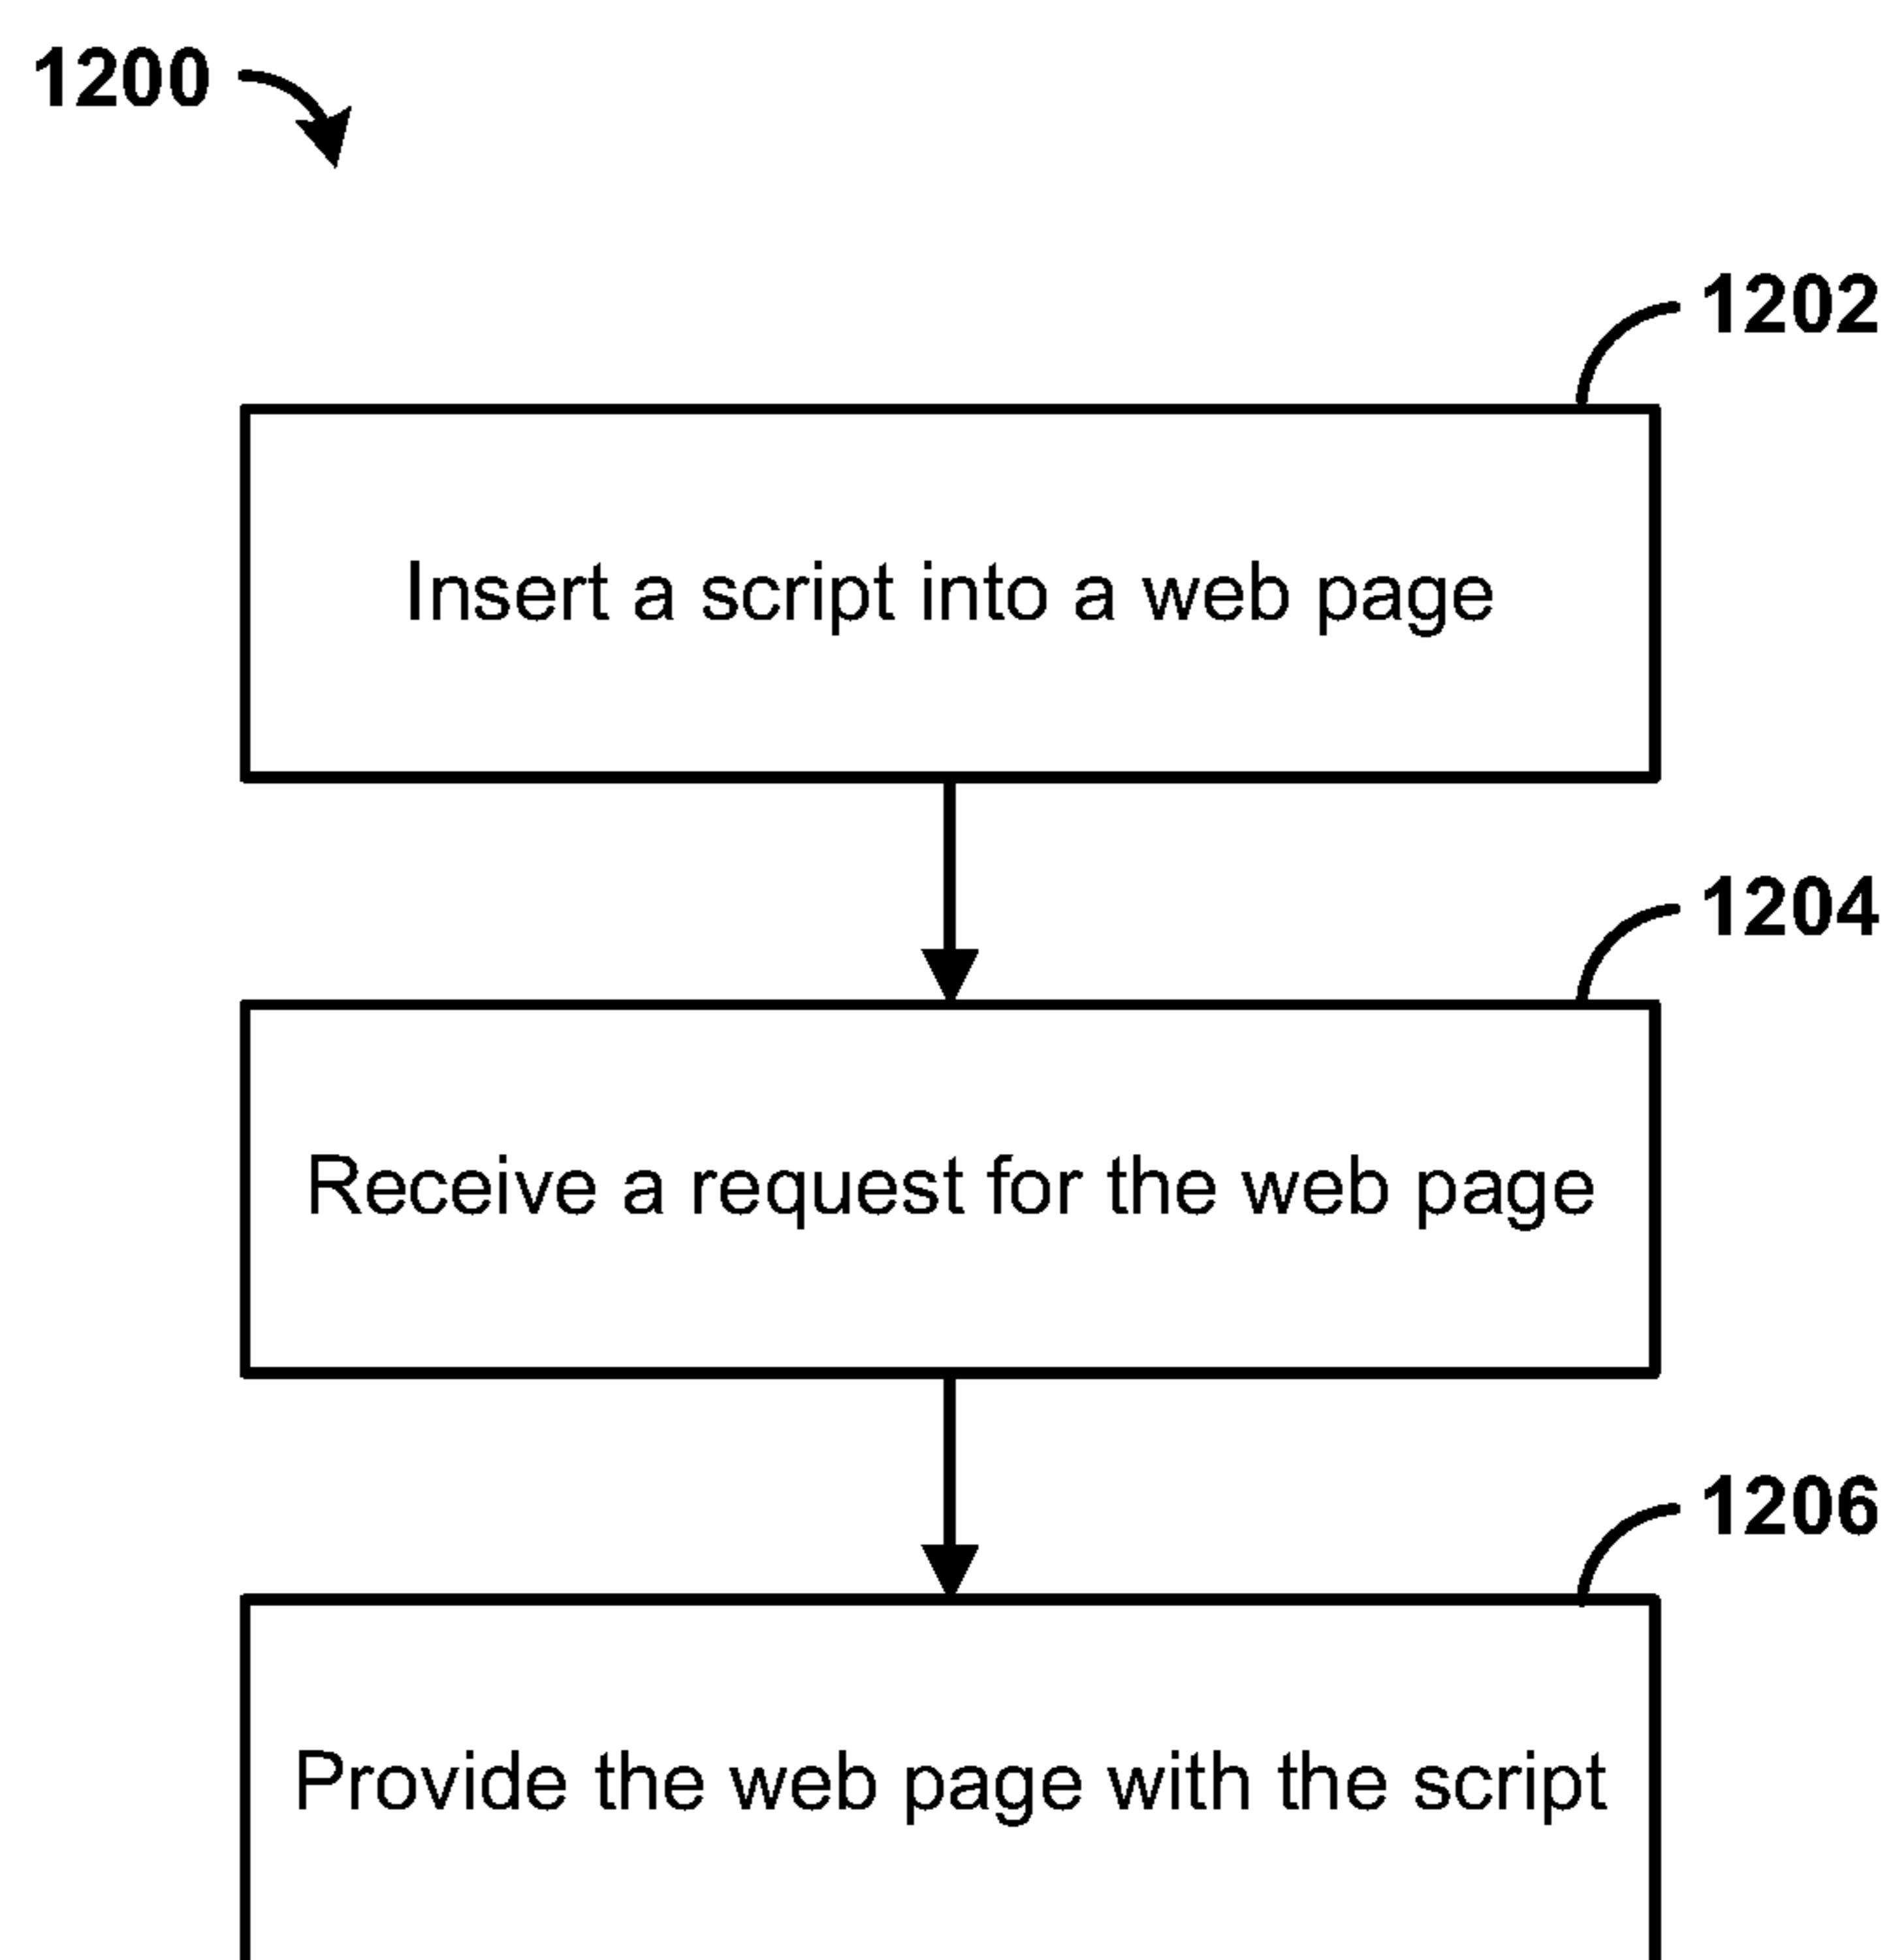 1200
1202
Insert a script into a web page
1204
Receive a request for the web page
1206
Provide the web page with the script